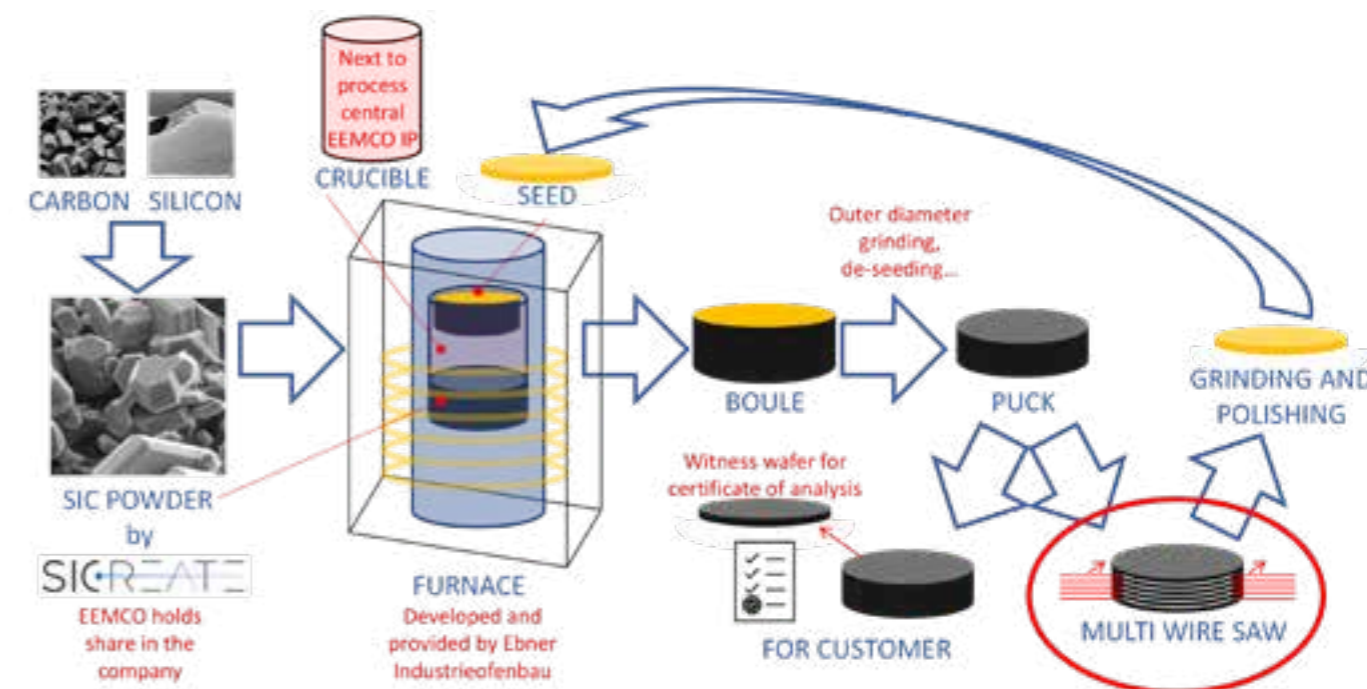 Next to
process
central
EEMCO IP
CRUCIBLE
CARBON
SILICON
SEED
Outer diameter
grinding,
de-seeding...
SIC POWDER
by
SICREATE
EEMCO holds
share in the
company
FURNACE
Developed and
provided by Ebner
Industrieofenbau
BOULE
PUCK
GRINDING AND
POLISHING
Witness wafer for
certificate of analysis
FOR CUSTOMER
MULTI WIRE SAW